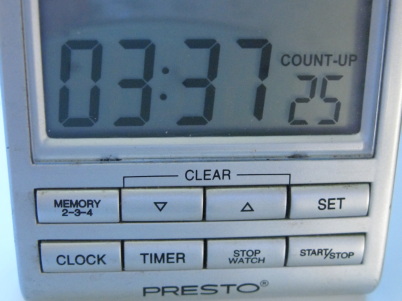 COUNT-UP
03:37 25
CLEAR
MEMORY
2-3-4
▽ △ SET
CLOCK TIMER STOP
WATCH START/STOP
PRESTO®